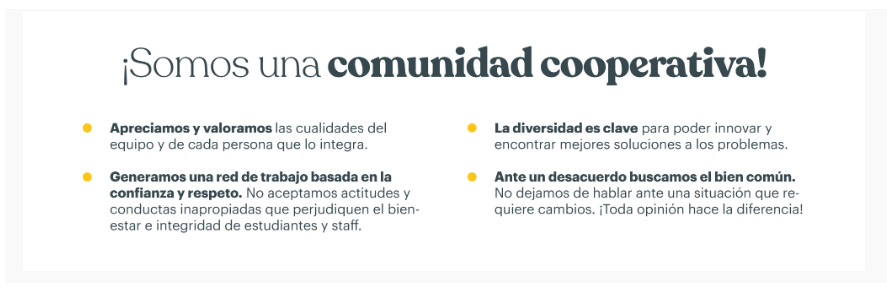 ¡Somos una comunidad cooperativa!
Apreciamos y valoramos las cualidades del
equipo y de cada persona que lo integra.
Generamos una red de trabajo basada en la
confianza y respeto. No aceptamos actitudes y
conductas inapropiadas que perjudiquen el bien-
estar e integridad de estudiantes y staff.
La diversidad es clave para poder innovar y
encontrar mejores soluciones a los problemas.
Ante un desacuerdo buscamos el bien común.
No dejamos de hablar ante una situación que re-
quiere cambios. ¡Toda opinión hace la diferencia!